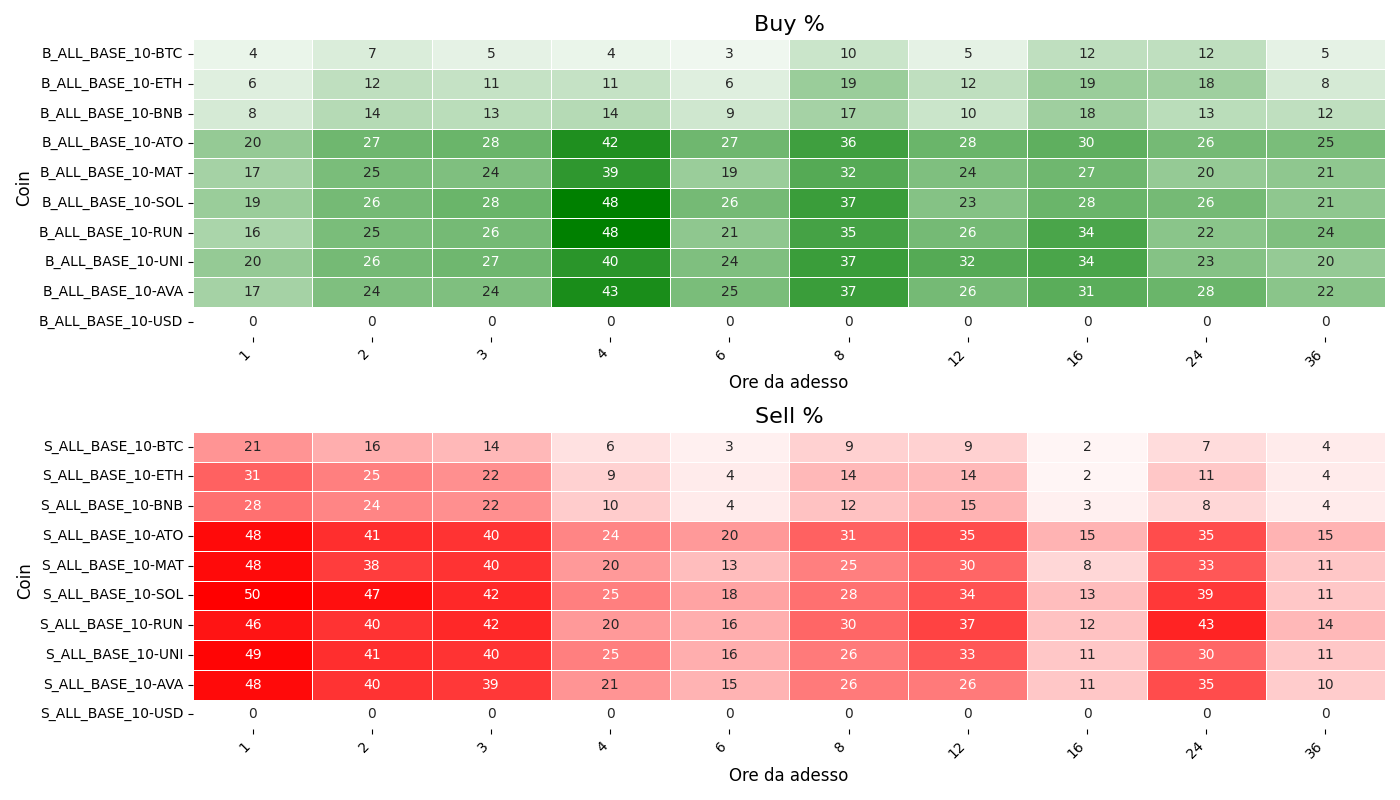 Buy %
Coin
B_ALL_BASE_10-BTC 4 7 5 4 3 10 5 12 12 5
B_ALL_BASE_10-ETH 6 12 11 11 6 19 12 19 18 8
B_ALL_BASE_10-BNB 8 14 13 14 9 17 10 18 13 12
B_ALL_BASE_10-ATO 20 27 28 42 27 36 28 30 26 25
B_ALL_BASE_10-MAT 17 25 24 39 19 32 24 27 20 21
B_ALL_BASE_10-SOL 19 26 28 48 26 37 23 28 26 21
B_ALL_BASE_10-RUN 16 25 26 48 21 35 26 34 22 24
B_ALL_BASE_10-UNI 20 26 27 40 24 37 32 34 23 20
B_ALL_BASE_10-AVA 17 24 24 43 25 37 26 31 28 22
B_ALL_BASE_10-USD 0 0 0 0 0 0 0 0 0 0
1 2 3 4 6 8 12 16 24 36
Ore da adesso
Sell %
Coin
S_ALL_BASE_10-BTC 21 16 14 6 3 9 9 2 7 4
S_ALL_BASE_10-ETH 31 25 22 9 4 14 14 2 11 4
S_ALL_BASE_10-BNB 28 24 22 10 4 12 15 3 8 4
S_ALL_BASE_10-ATO 48 41 40 24 20 31 35 15 35 15
S_ALL_BASE_10-MAT 48 38 40 20 13 25 30 8 33 11
S_ALL_BASE_10-SOL 50 47 42 25 18 28 34 13 39 11
S_ALL_BASE_10-RUN 46 40 42 20 16 30 37 12 43 14
S_ALL_BASE_10-UNI 49 41 40 25 16 26 33 11 30 11
S_ALL_BASE_10-AVA 48 40 39 21 15 26 26 11 35 10
S_ALL_BASE_10-USD 0 0 0 0 0 0 0 0 0 0
1 2 3 4 6 8 12 16 24 36
Ore da adesso